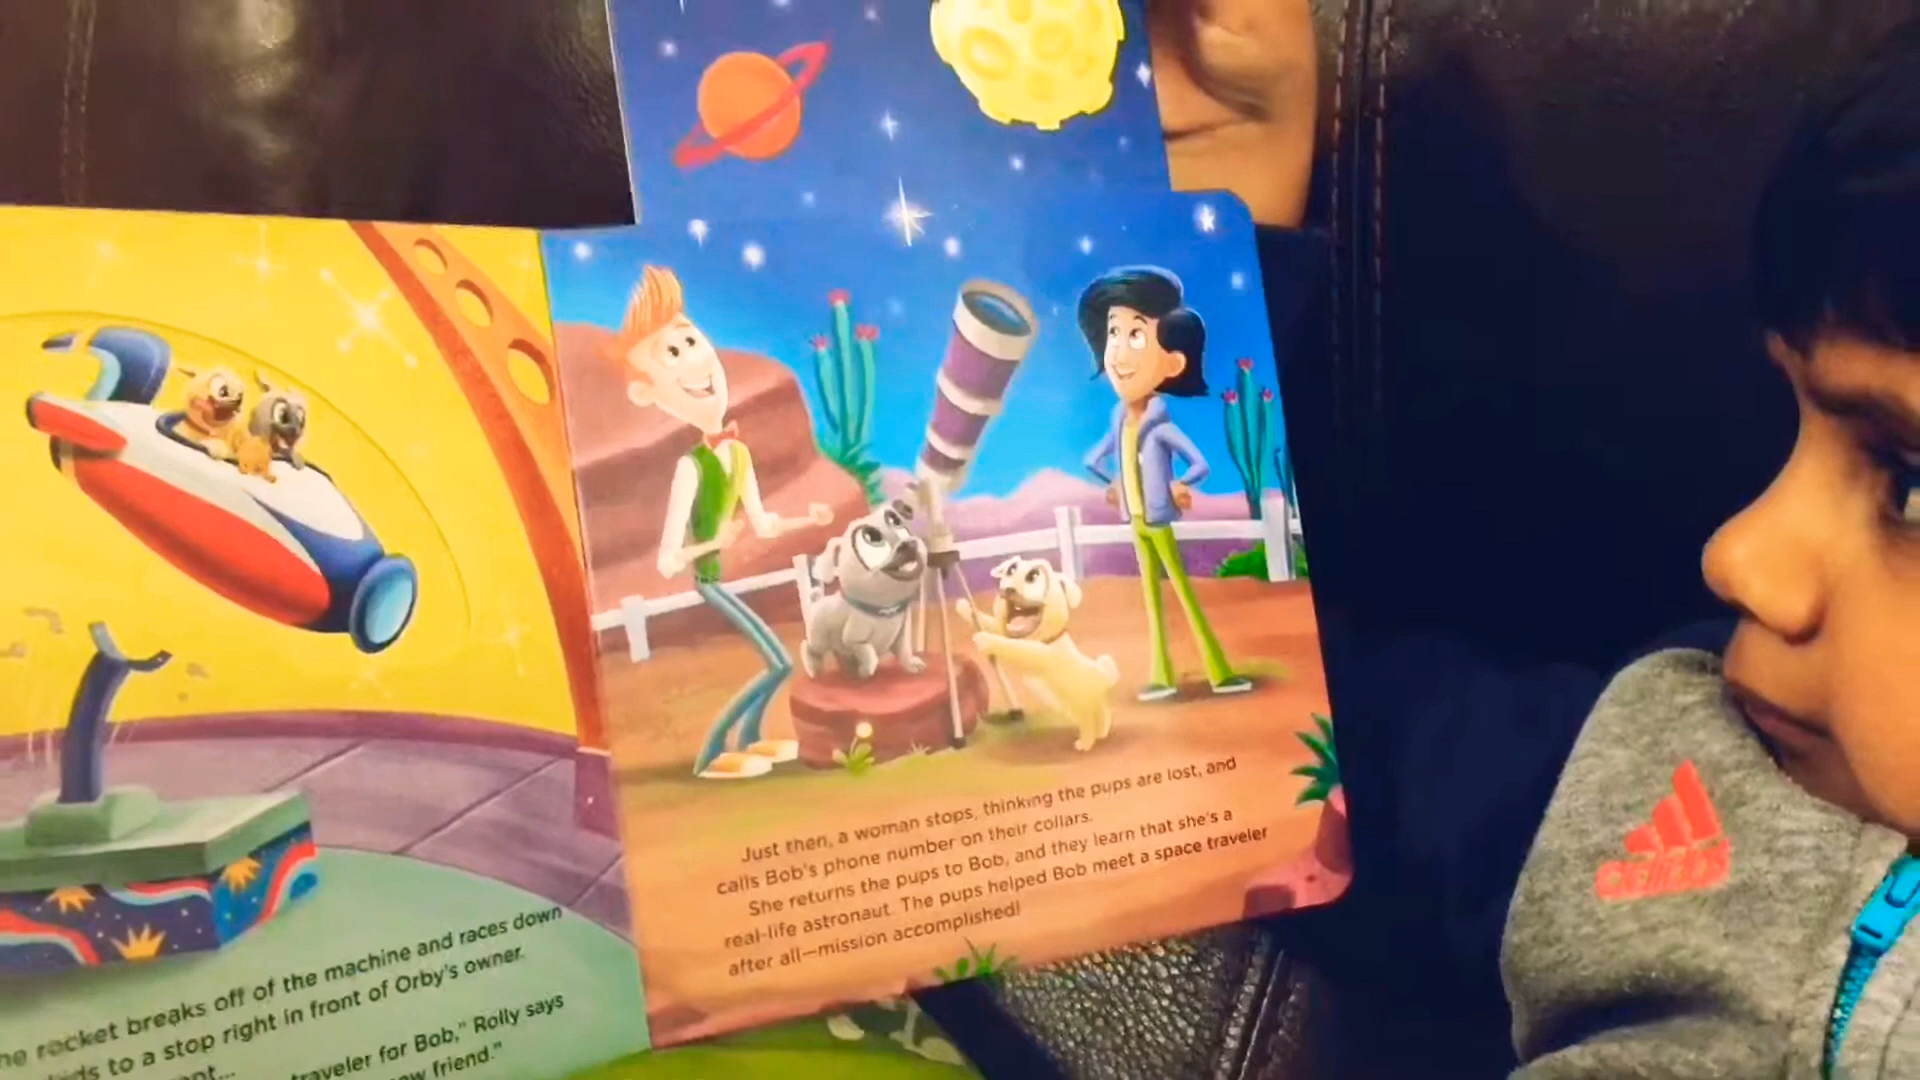 he rocket breaks off of the machine and races down
to a stop right in front of Orby's owner.
traveler for Bob," Rolly says
friend."
Just then, a woman stops, thinking the pups are lost, and
calls Bob's phone number on their collars.
She returns the pups to Bob, and they learn that she's a
real-life astronaut. The pups helped Bob meet a space traveler
after all—mission accomplished!
adidas